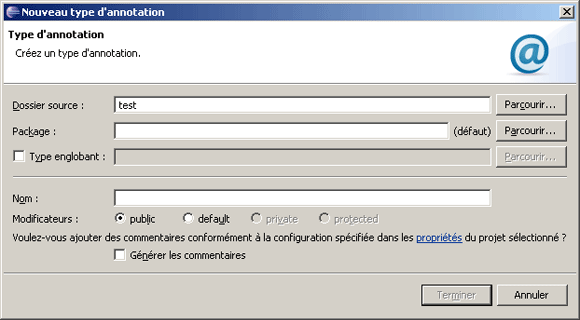 Nouveau type d'annotation
Type d'annotation
Créez un type d'annotation.
@
Dossier source : test Parcourir...
Package : (défaut) Parcourir...
Type englobant : Parcourir...
Nom :
Modificateurs : public default private protected
Voulez-vous ajouter des commentaires conformément à la configuration spécifiée dans les propriétés du projet sélectionné ?
Générer les commentaires
Terminer Annuler